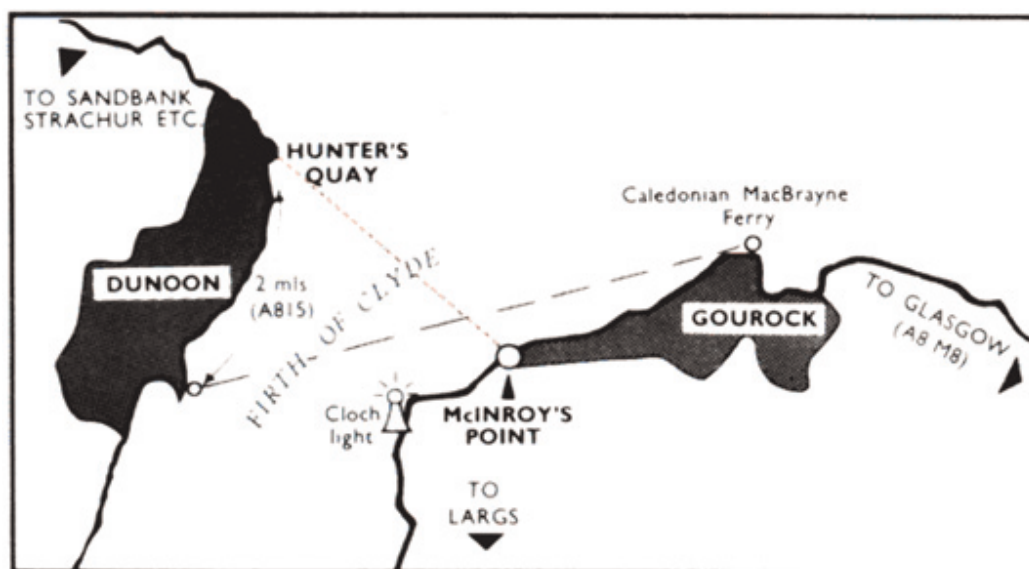 TO SANDBANK
STRACHUR ETC.
HUNTER'S
QUAY
Caledonian MacBrayne
Ferry
DUNOON
2 mls
(A815)
FIRTH OF CLYDE
GOUROCK
TO GLASGOW
(A8 M8)
Cloch
light
McINROY'S
POINT
TO
LARGS